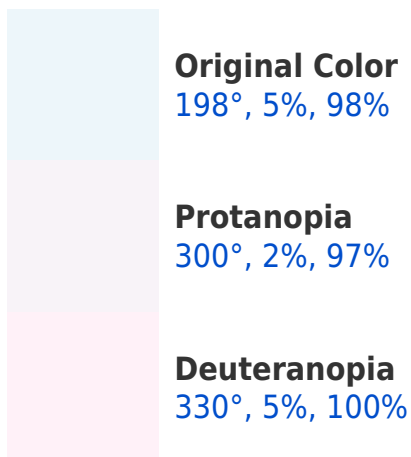 Original Color
198°, 5%, 98%
Protanopia
300°, 2%, 97%
Deuteranopia
330°, 5%, 100%